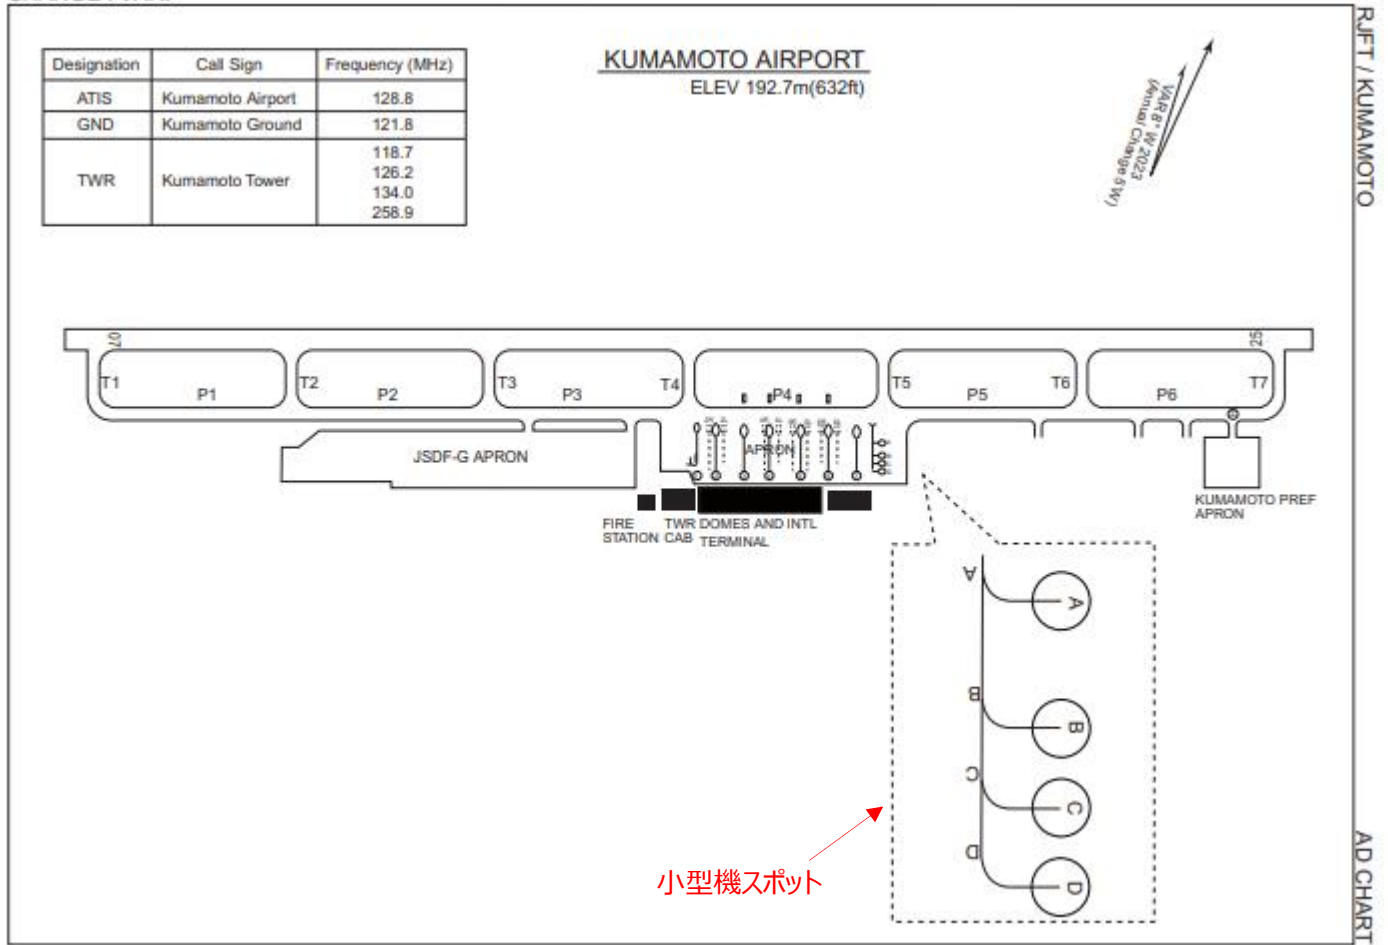 KUMAMOTO AIRPORT
ELEV 192.7m(632ft)
Designation Call Sign Frequency (MHz)
ATIS Kumamoto Airport 128.8
GND Kumamoto Ground 121.8
TWR Kumamoto Tower 118.7
126.2
134.0
258.9
VAR 8° W 2023
(Annual Change 5'W)
RJFT / KUMAMOTO
07
25
T1
P1
T2
P2
T3
P3
T4
P4
T5
P5
T6
P6
T7
JSDF-G APRON
APRON
KUMAMOTO PREF
APRON
FIRE
STATION
TWR
CAB
DOMES AND INTL
TERMINAL
A
A
B
B
C
C
D
D
小型機スポット
AD CHART